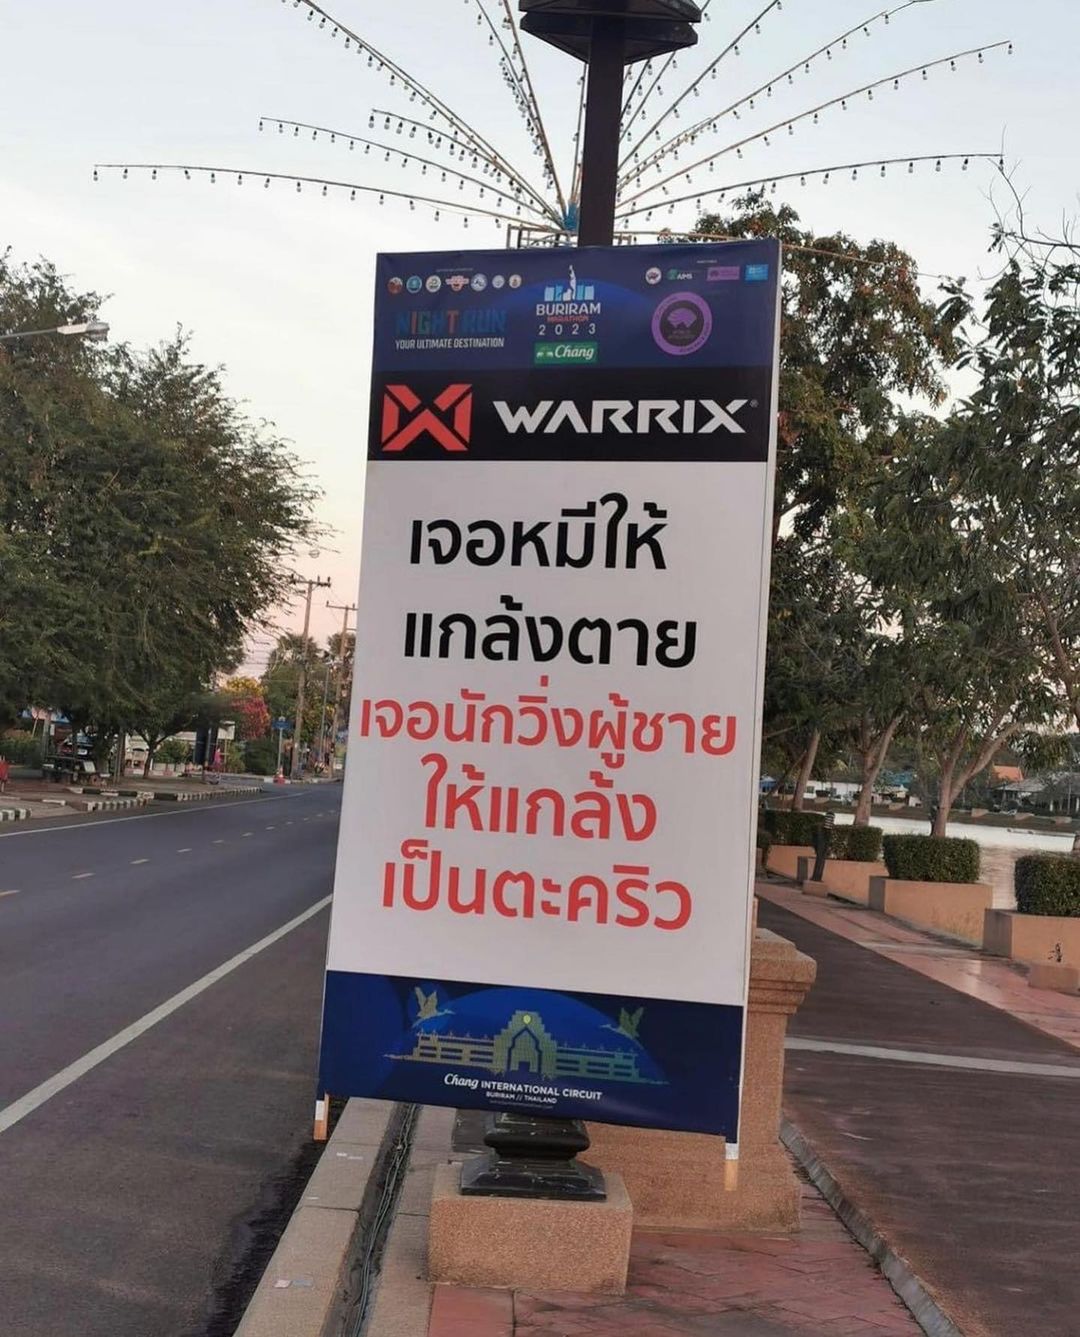 NIGHT RUN
YOUR ULTIMATE DESTINATION
BURIRAM
MARATHON
2023
Chang
AIMS
WARRIX
เจอหมีให้
แกล้งตาย
เจอนักวิ่งผู้ชาย
ให้แกล้ง
เป็นตะคริว
Chang INTERNATIONAL CIRCUIT
BURIRAM // THAILAND